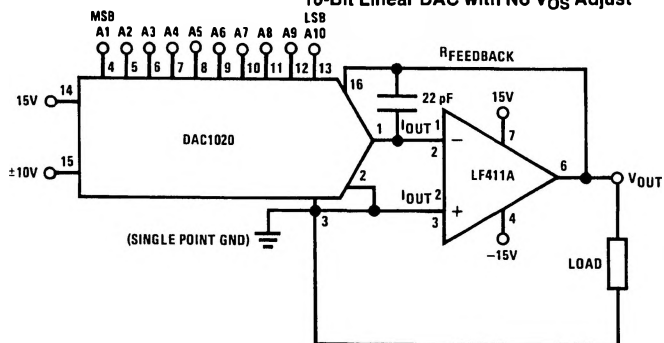 10-Bit Linear DAC with No VOS Adjust
MSB LSB
A1 A2 A3 A4 A5 A6 A7 A8 A9 A10
4 5 6 7 8 9 10 11 12 13
RFEEDBACK
16
15V 14
22 pF
15V
DAC1020
1 IOUT 1
2 −
7
±10V 15
LF411A
6
VOUT
2
IOUT 2
3 +
4
−15V
3
(SINGLE POINT GND)
LOAD